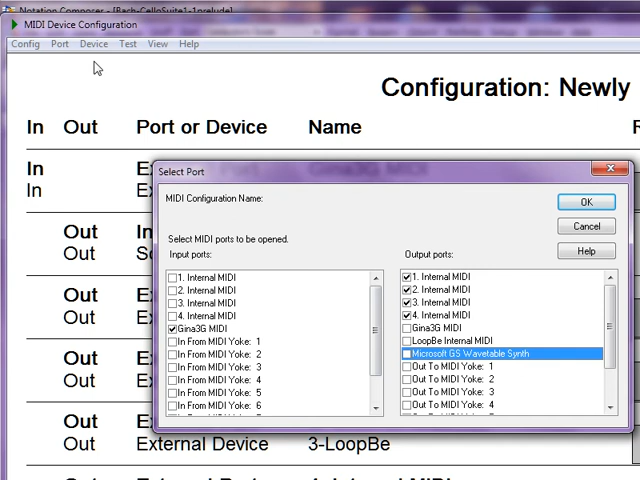 Notation Composer - [Bach-CelloSuite1-1prelude]
MIDI Device Configuration
Config Port Device Test View Help
Configuration: Newly
In Out Port or Device Name
In
In
Out
Out
Out
Out
Out
Out
Out
Out External Device 3-LoopBe
Select Port
MIDI Configuration Name:
OK
Cancel
Help
Select MIDI ports to be opened.
Input ports:
1. Internal MIDI
2. Internal MIDI
3. Internal MIDI
4. Internal MIDI
Gina3G MIDI
In From MIDI Yoke: 1
In From MIDI Yoke: 2
In From MIDI Yoke: 3
In From MIDI Yoke: 4
In From MIDI Yoke: 5
In From MIDI Yoke: 6
Output ports:
1. Internal MIDI
2. Internal MIDI
3. Internal MIDI
4. Internal MIDI
Gina3G MIDI
LoopBe Internal MIDI
Microsoft GS Wavetable Synth
Out To MIDI Yoke: 1
Out To MIDI Yoke: 2
Out To MIDI Yoke: 3
Out To MIDI Yoke: 4